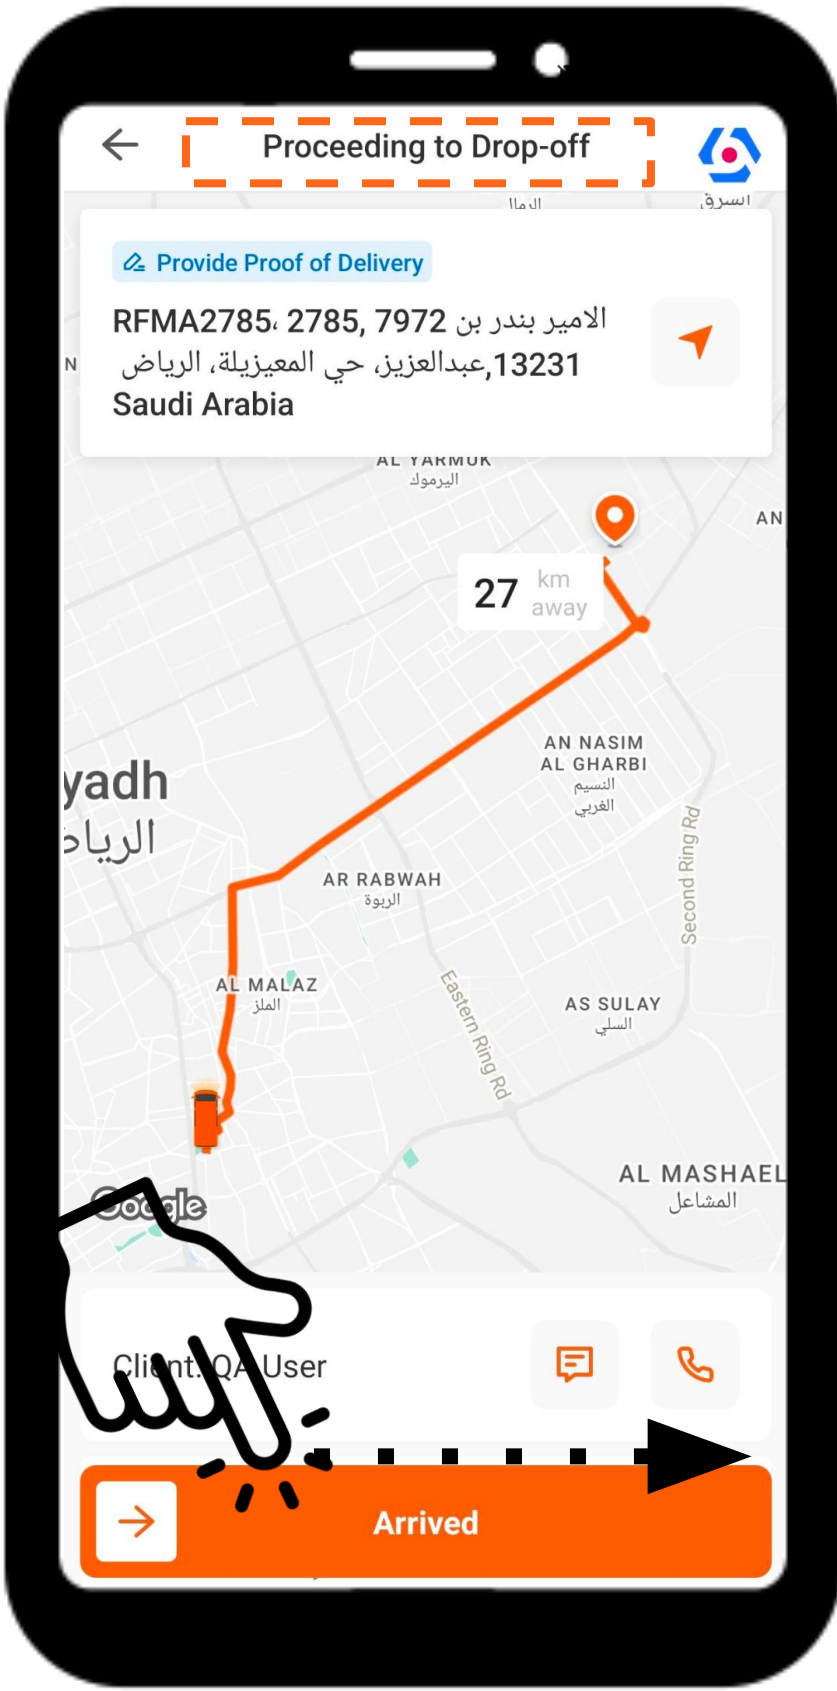 Proceeding to Drop-off
الرمال
Provide Proof of Delivery
RFMA2785، 2785, 7972 الامير بندر بن
عبدالعزيز، حي المعيزيلة، الرياض,13231
Saudi Arabia
N
AL YARMUK
اليرموك
AN
27 km away
AN NASIM
AL GHARBI
النسيم
الغربي
yadh
الرياض
Second Ring Rd
AR RABWAH
الربوة
AL MALAZ
الملز
Eastern Ring Rd
AS SULAY
السلي
AL MASHAEL
المشاعل
Google
Client: QA User
Arrived